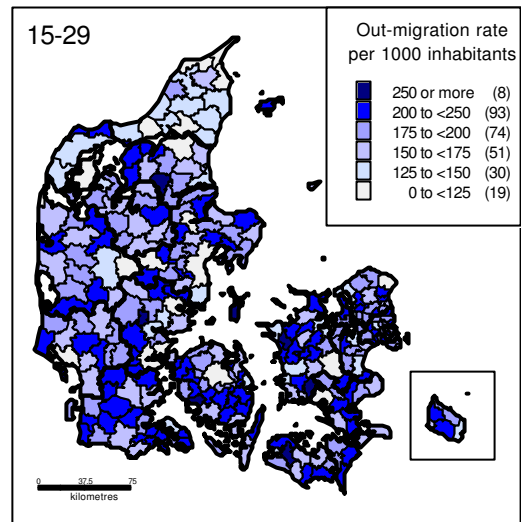 15-29
Out-migration rate
per 1000 inhabitants
250 or more (8)
200 to <250 (93)
175 to <200 (74)
150 to <175 (51)
125 to <150 (30)
0 to <125 (19)
0 37.5 75
kilometres